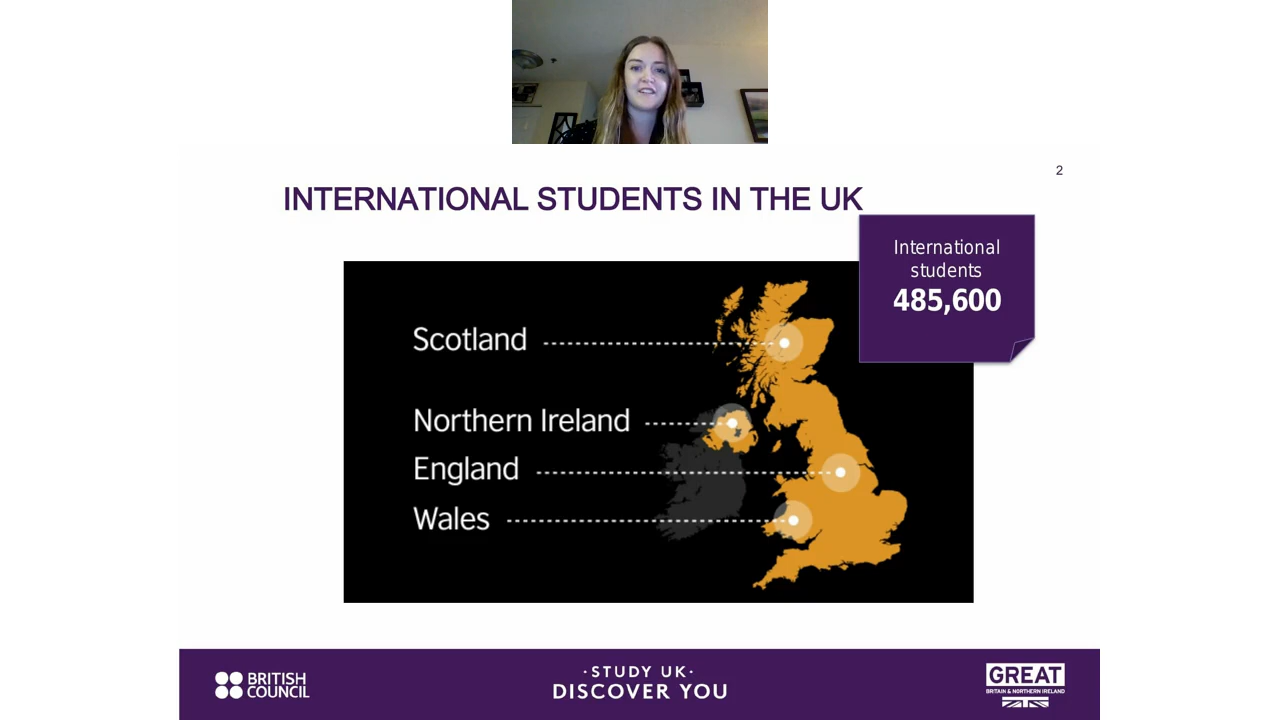 2
INTERNATIONAL STUDENTS IN THE UK
International
students
485,600
Scotland
Northern Ireland
England
Wales
BRITISH
COUNCIL
·STUDY UK·
DISCOVER YOU
GREAT
BRITAIN & NORTHERN IRELAND